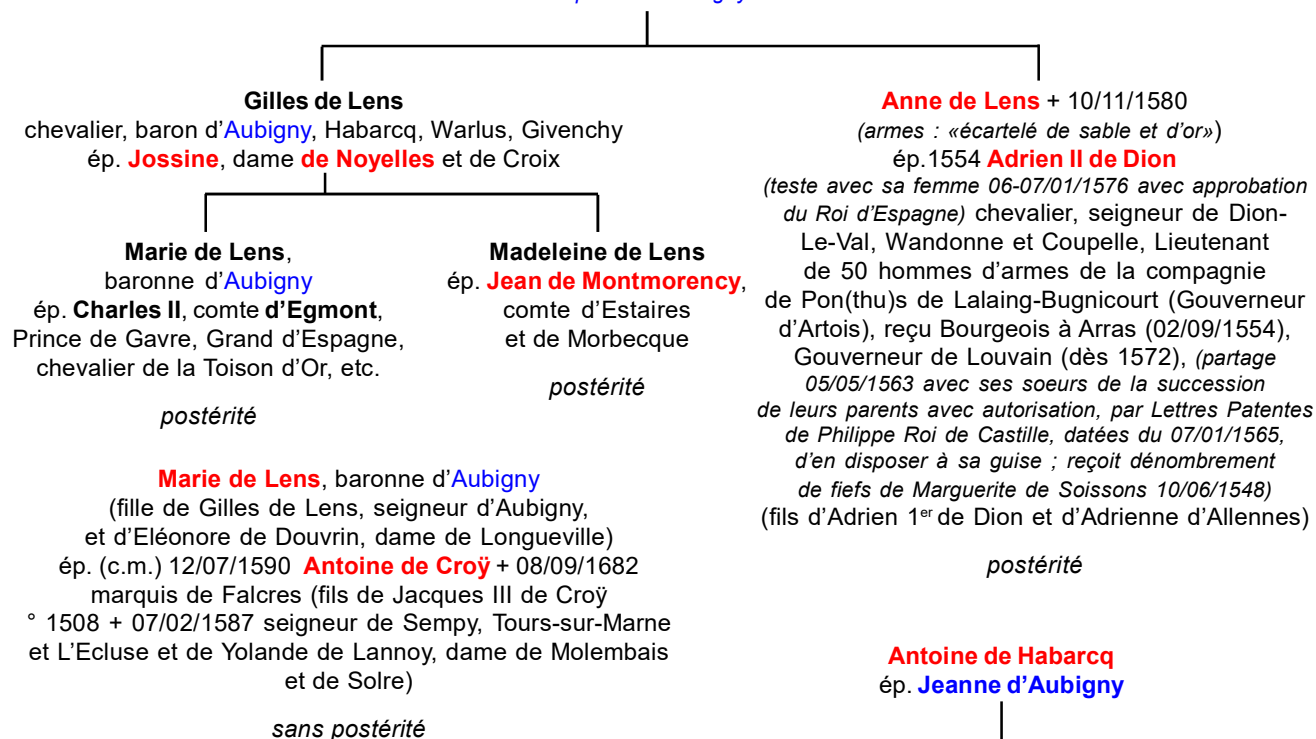 Gilles de Lens
chevalier, baron d'Aubigny, Habarcq, Warlus, Givenchy
ép. Jossine, dame de Noyelles et de Croix
Marie de Lens,
baronne d'Aubigny
ép. Charles II, comte d'Egmont,
Prince de Gavre, Grand d'Espagne,
chevalier de la Toison d'Or, etc.
postérité
Madeleine de Lens
ép. Jean de Montmorency,
comte d'Estaires
et de Morbecque
postérité
Anne de Lens + 10/11/1580
(armes : «écartelé de sable et d'or»)
ép.1554 Adrien II de Dion
(teste avec sa femme 06-07/01/1576 avec approbation
du Roi d'Espagne) chevalier, seigneur de Dion-
Le-Val, Wandonne et Coupelle, Lieutenant
de 50 hommes d'armes de la compagnie
de Pon(thu)s de Lalaing-Bugnicourt (Gouverneur
d'Artois), reçu Bourgeois à Arras (02/09/1554),
Gouverneur de Louvain (dès 1572), (partage
05/05/1563 avec ses soeurs de la succession
de leurs parents avec autorisation, par Lettres Patentes
de Philippe Roi de Castille, datées du 07/01/1565,
d'en disposer à sa guise ; reçoit dénombrement
de fiefs de Marguerite de Soissons 10/06/1548)
(fils d'Adrien 1er de Dion et d'Adrienne d'Allennes)
postérité
Marie de Lens, baronne d'Aubigny
(fille de Gilles de Lens, seigneur d'Aubigny,
et d'Eléonore de Douvrin, dame de Longueville)
ép. (c.m.) 12/07/1590 Antoine de Croÿ + 08/09/1682
marquis de Falcres (fils de Jacques III de Croÿ
° 1508 + 07/02/1587 seigneur de Sempy, Tours-sur-Marne
et L'Ecluse et de Yolande de Lannoy, dame de Molembais
et de Solre)
sans postérité
Antoine de Habarcq
ép. Jeanne d'Aubigny